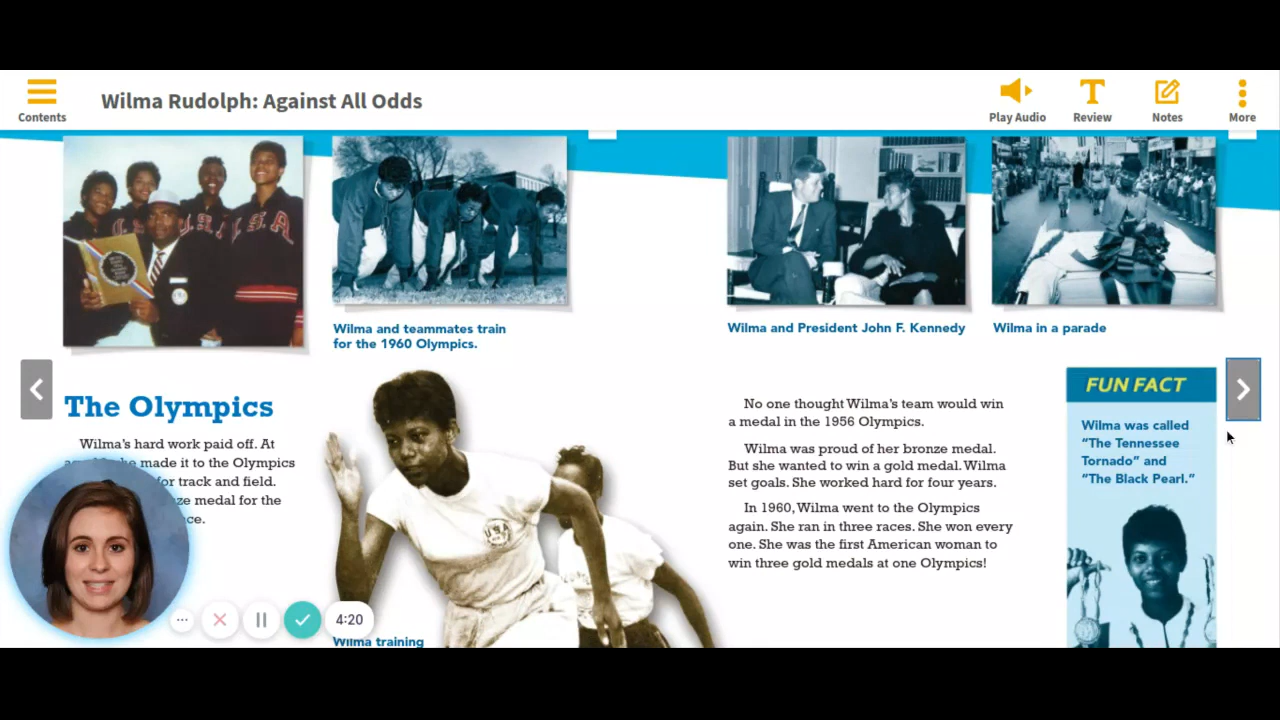 Contents
Wilma Rudolph: Against All Odds
Play Audio
Review
Notes
More
U.S.A
U.S.A
Wilma and teammates train
for the 1960 Olympics.
Wilma and President John F. Kennedy
Wilma in a parade
The Olympics
Wilma's hard work paid off. At
she made it to the Olympics
for track and field.
medal for the
Wilma training
No one thought Wilma's team would win
a medal in the 1956 Olympics.
Wilma was proud of her bronze medal.
But she wanted to win a gold medal. Wilma
set goals. She worked hard for four years.
In 1960, Wilma went to the Olympics
again. She ran in three races. She won every
one. She was the first American woman to
win three gold medals at one Olympics!
FUN FACT
Wilma was called
"The Tennessee
Tornado" and
"The Black Pearl."
4:20